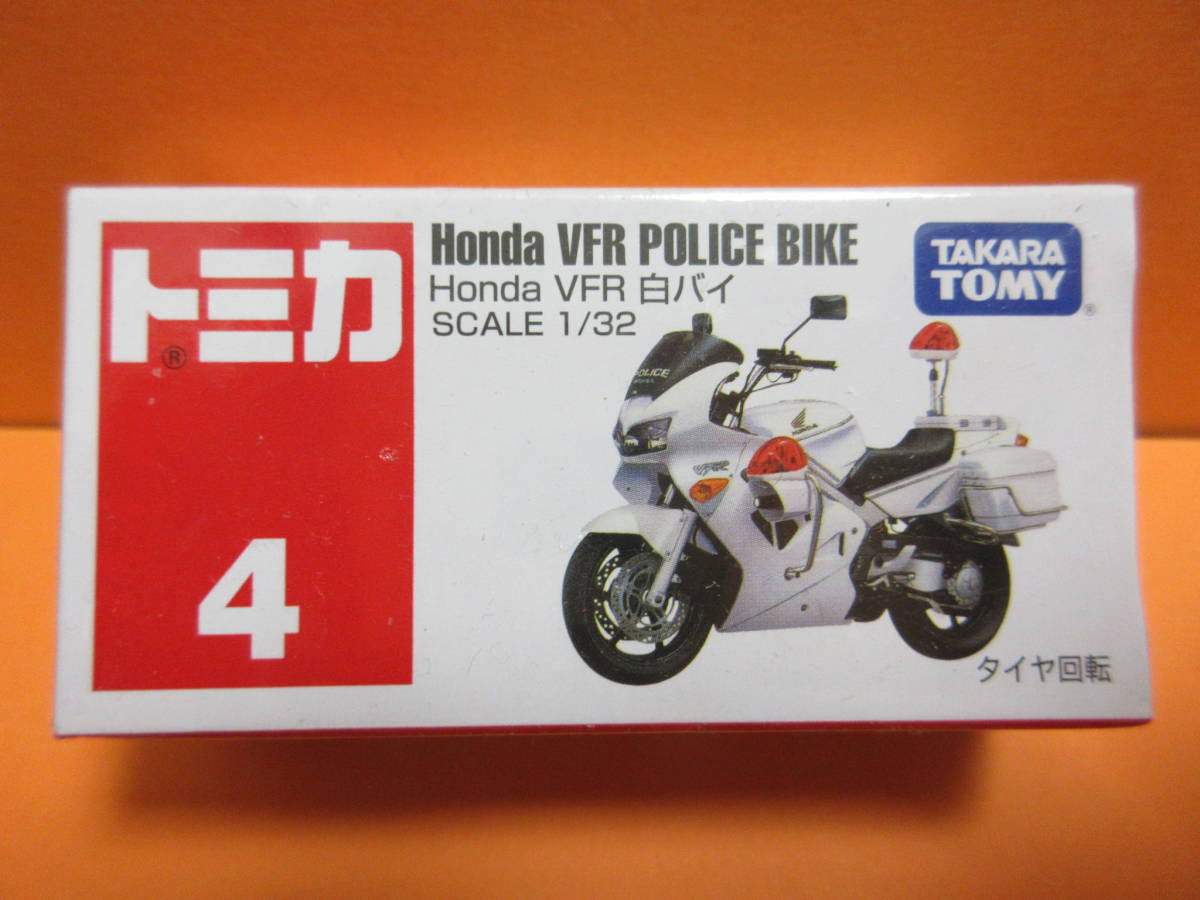 トミカ
®
4
Honda VFR POLICE BIKE
Honda VFR 白バイ
SCALE 1/32
TAKARA
TOMY
®
POLICE
HONDA
VFR
タイヤ回転